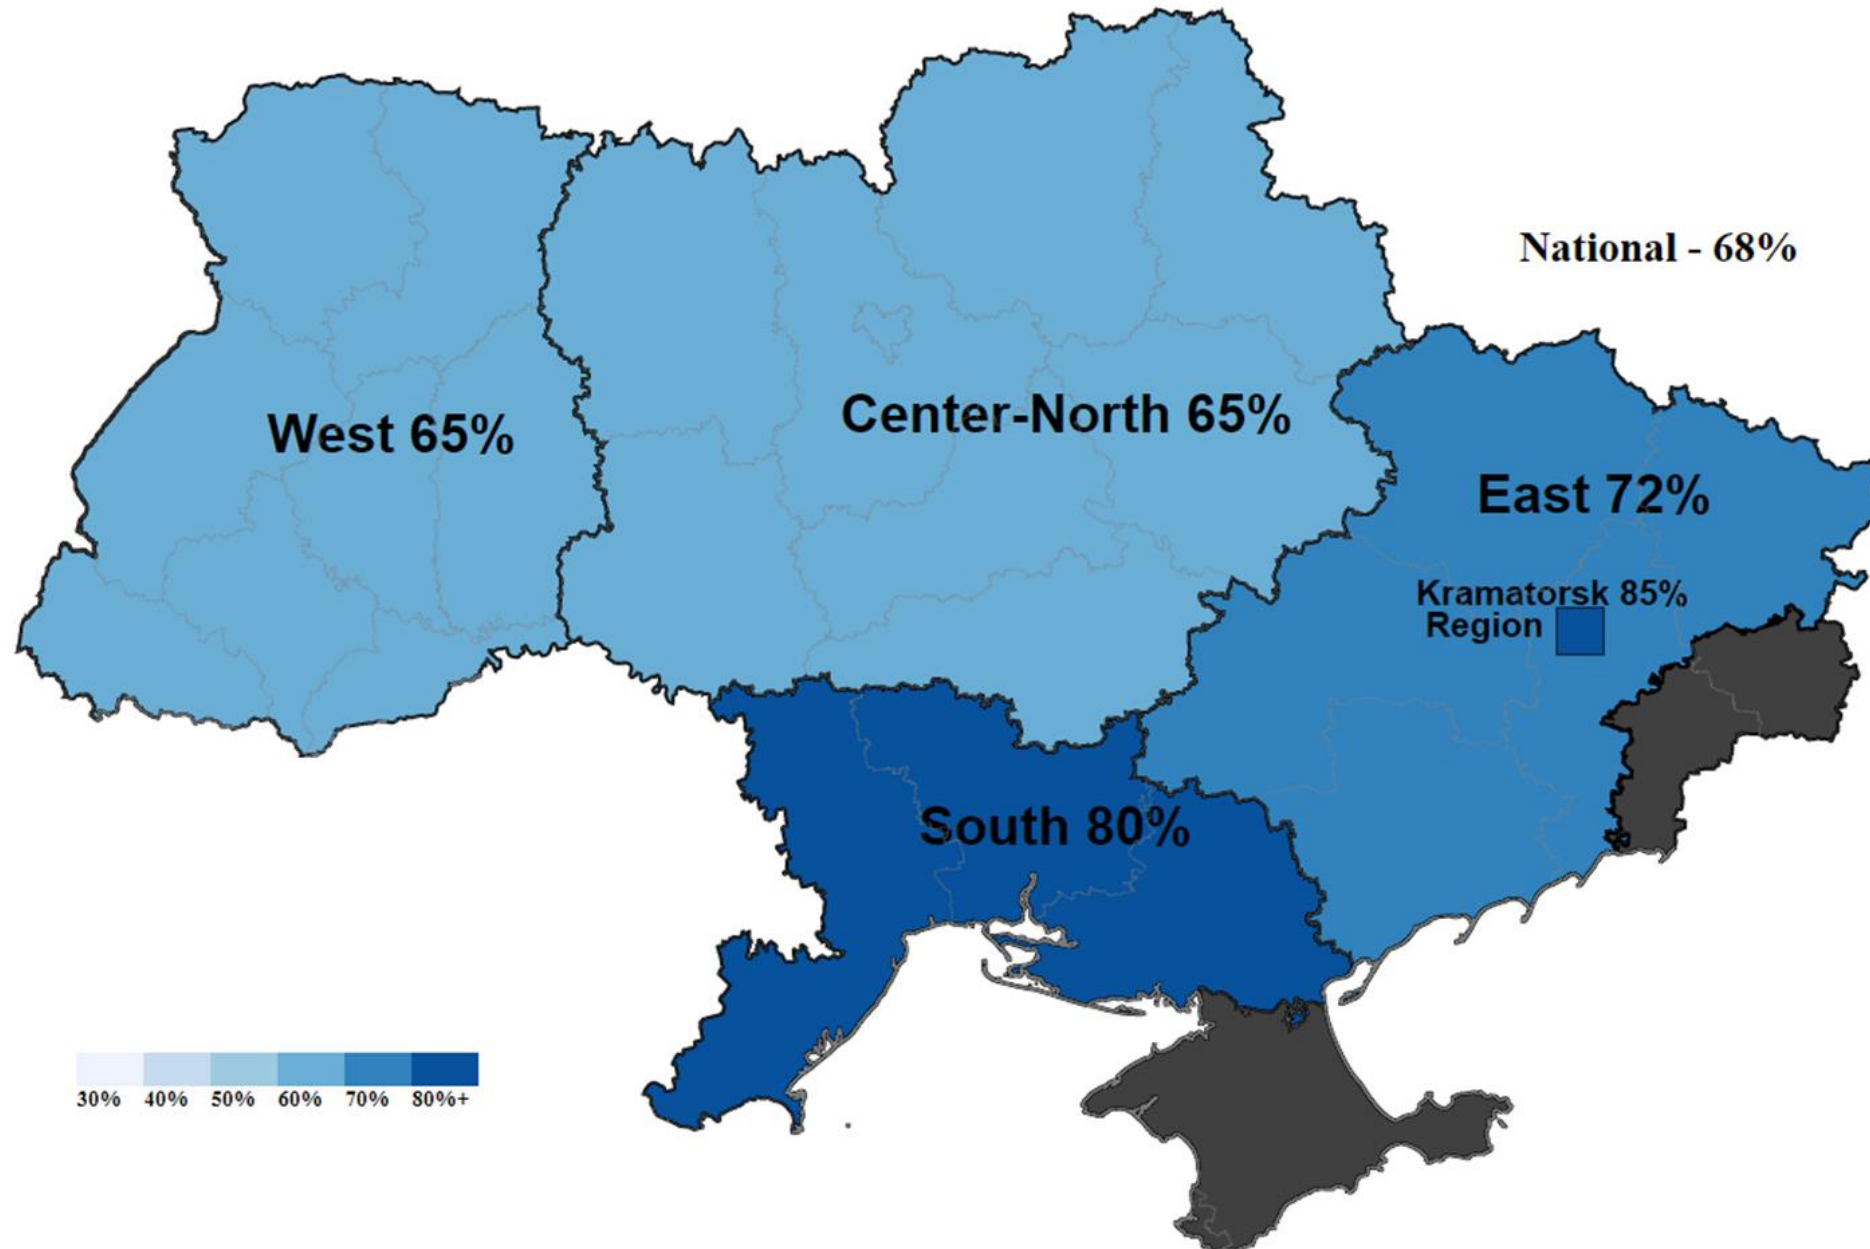 National - 68%
West 65%
Center-North 65%
East 72%
Kramatorsk 85%
Region
South 80%
30% 40% 50% 60% 70% 80%+